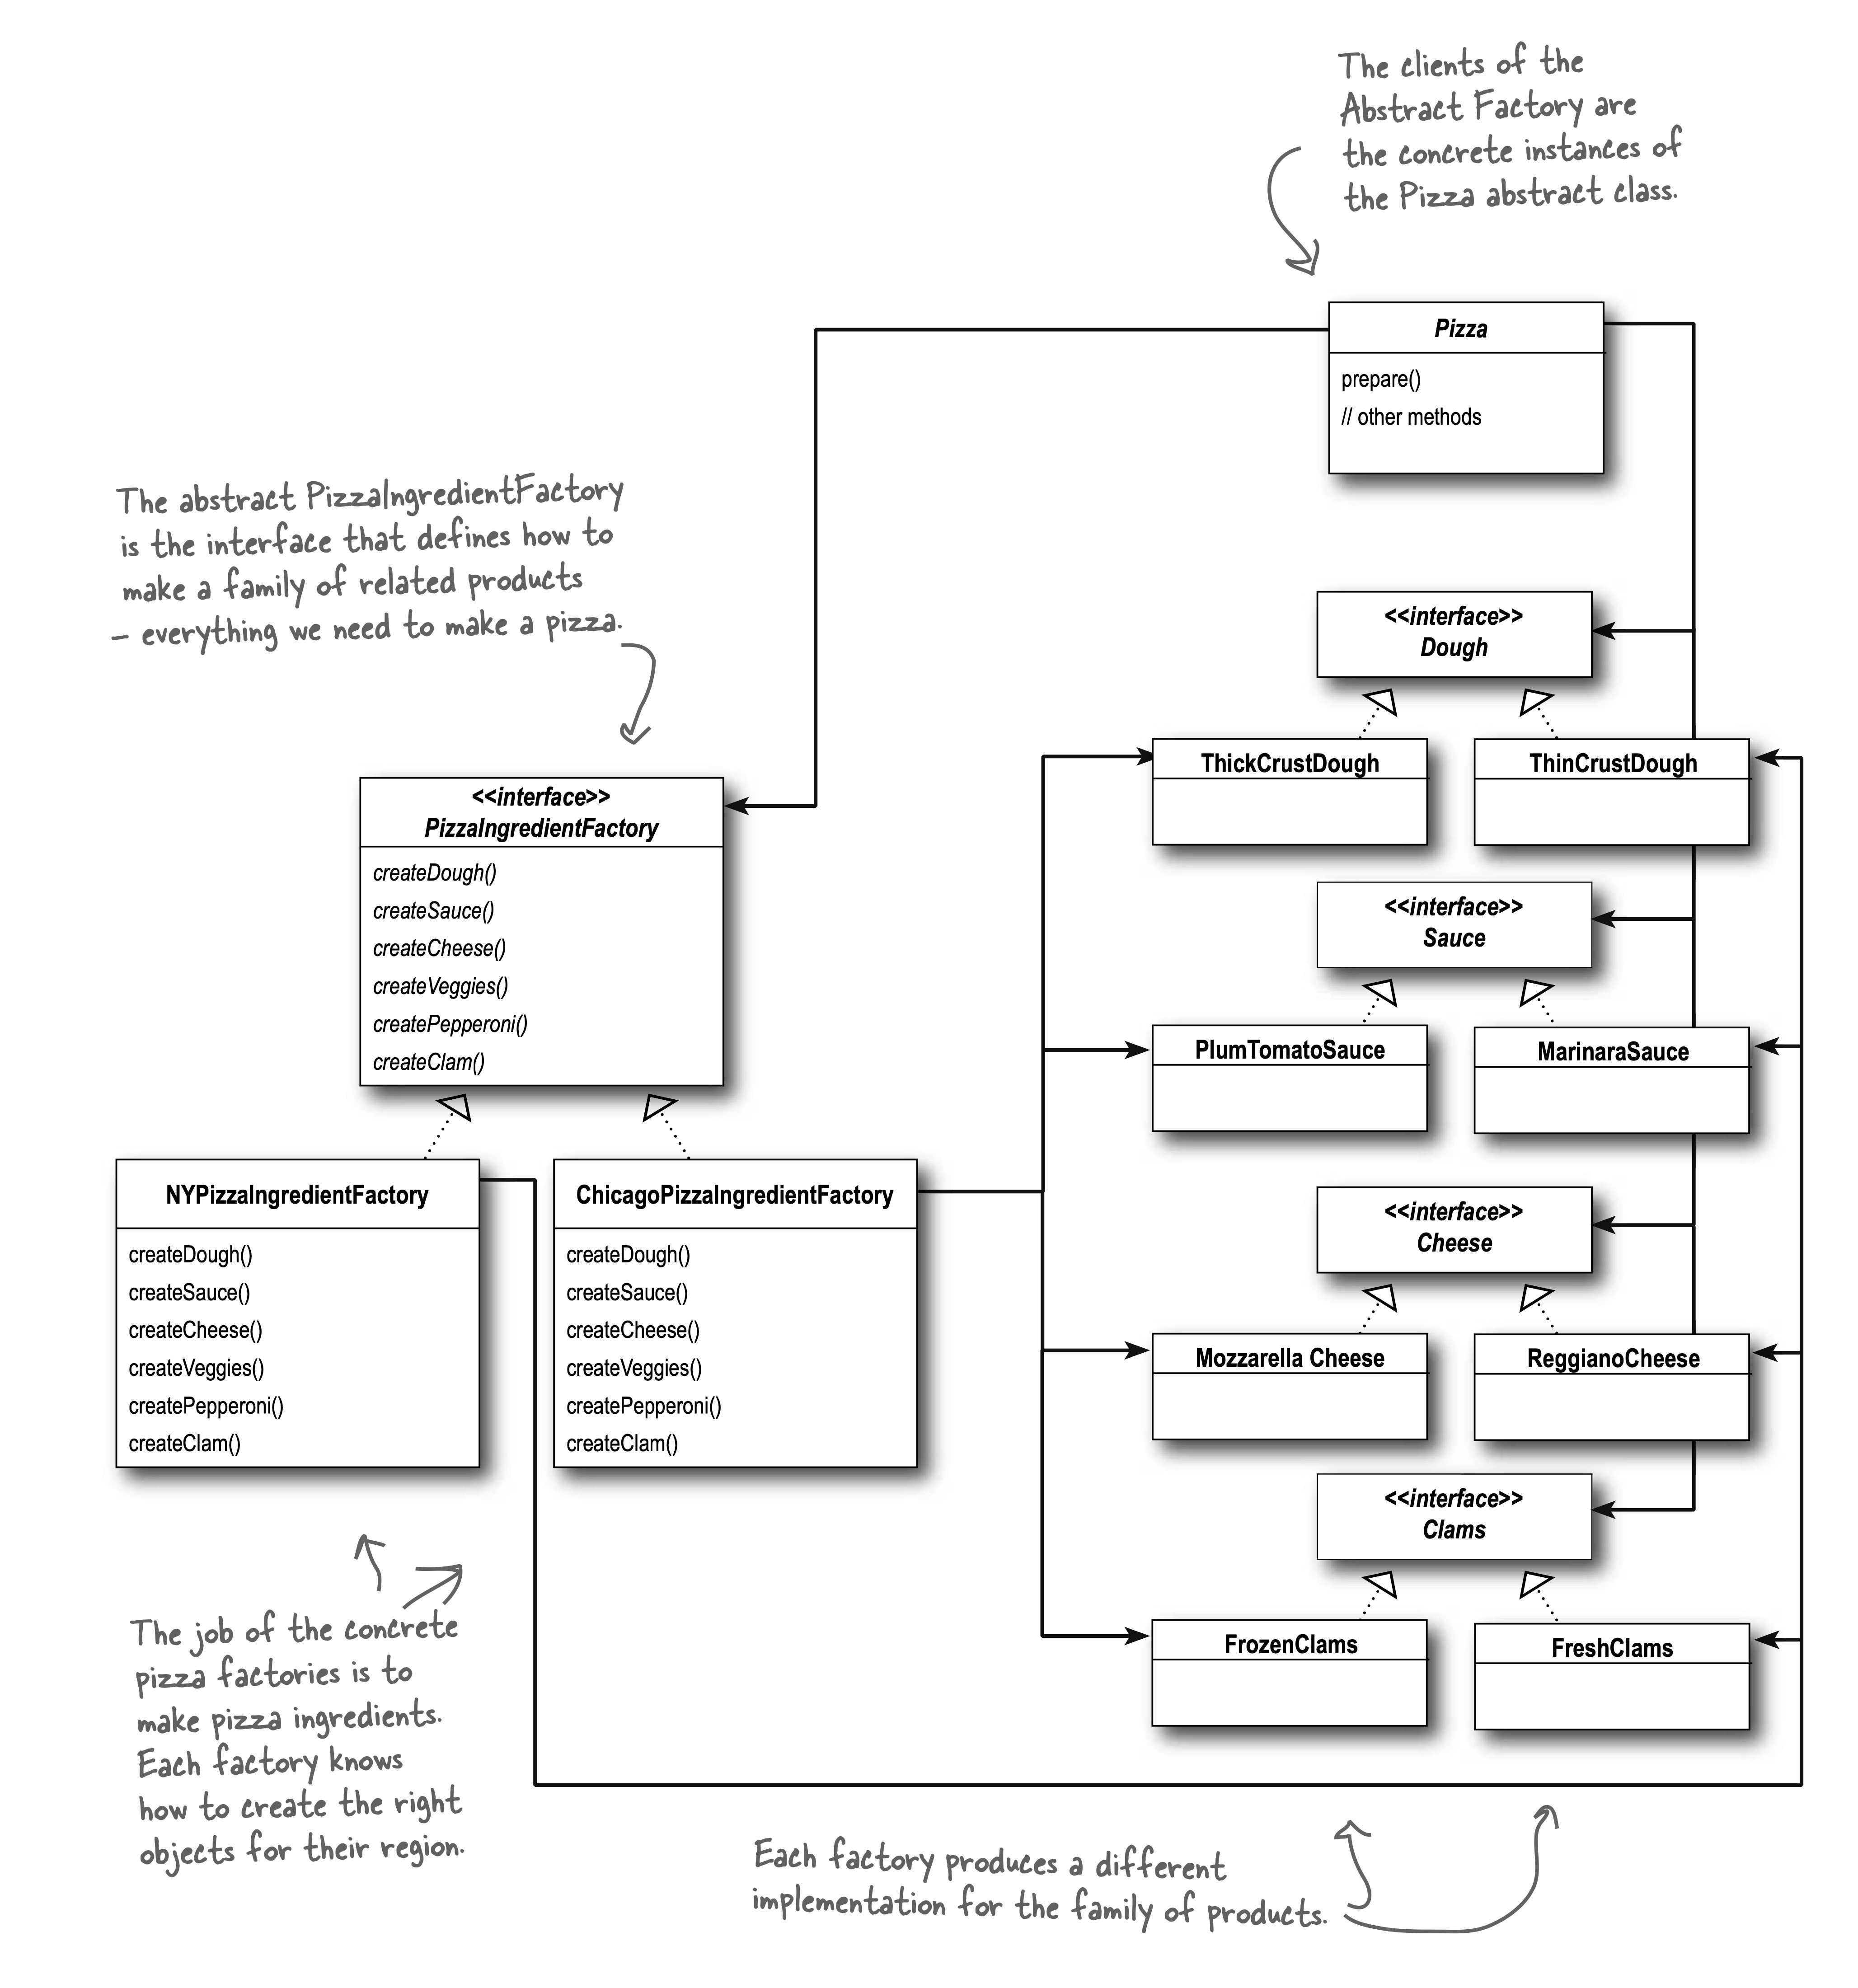 The clients of the
Abstract Factory are
the concrete instances of
the Pizza abstract class.
Pizza
prepare()
// other methods
The abstract PizzaIngredientFactory
is the interface that defines how to
make a family of related products
– everything we need to make a pizza.
<<interface>>
PizzaIngredientFactory
createDough()
createSauce()
createCheese()
createVeggies()
createPepperoni()
createClam()
NYPizzaIngredientFactory
createDough()
createSauce()
createCheese()
createVeggies()
createPepperoni()
createClam()
ChicagoPizzaIngredientFactory
createDough()
createSauce()
createCheese()
createVeggies()
createPepperoni()
createClam()
<<interface>>
Dough
ThickCrustDough
ThinCrustDough
<<interface>>
Sauce
PlumTomatoSauce
MarinaraSauce
<<interface>>
Cheese
Mozzarella Cheese
ReggianoCheese
<<interface>>
Clams
FrozenClams
FreshClams
The job of the concrete
pizza factories is to
make pizza ingredients.
Each factory knows
how to create the right
objects for their region.
Each factory produces a different
implementation for the family of products.